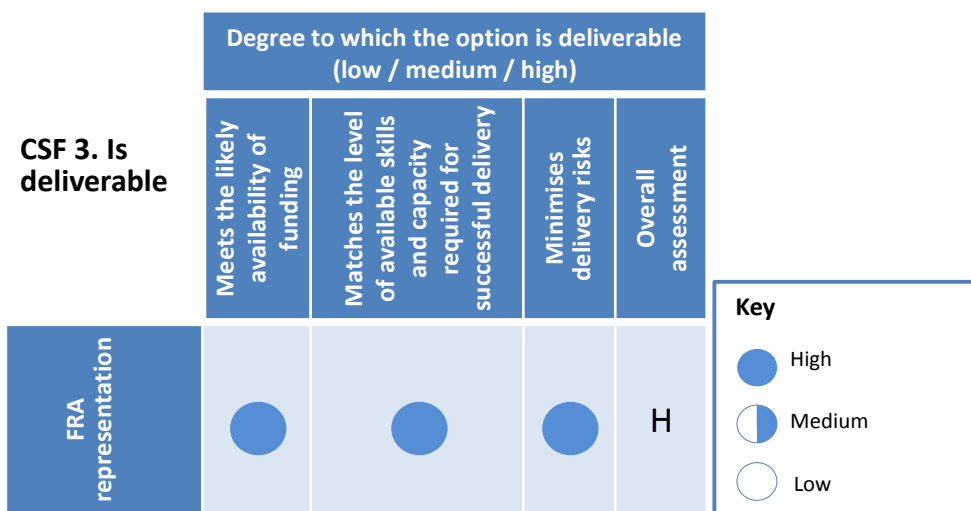 Degree to which the option is deliverable
(low / medium / high)
CSF 3. Is
deliverable
Meets the likely
availability of
funding
Matches the level
of available skills
and capacity
required for
successful delivery
Minimises
delivery risks
Overall
assessment
FRA
representation
H
Key
High
Medium
Low